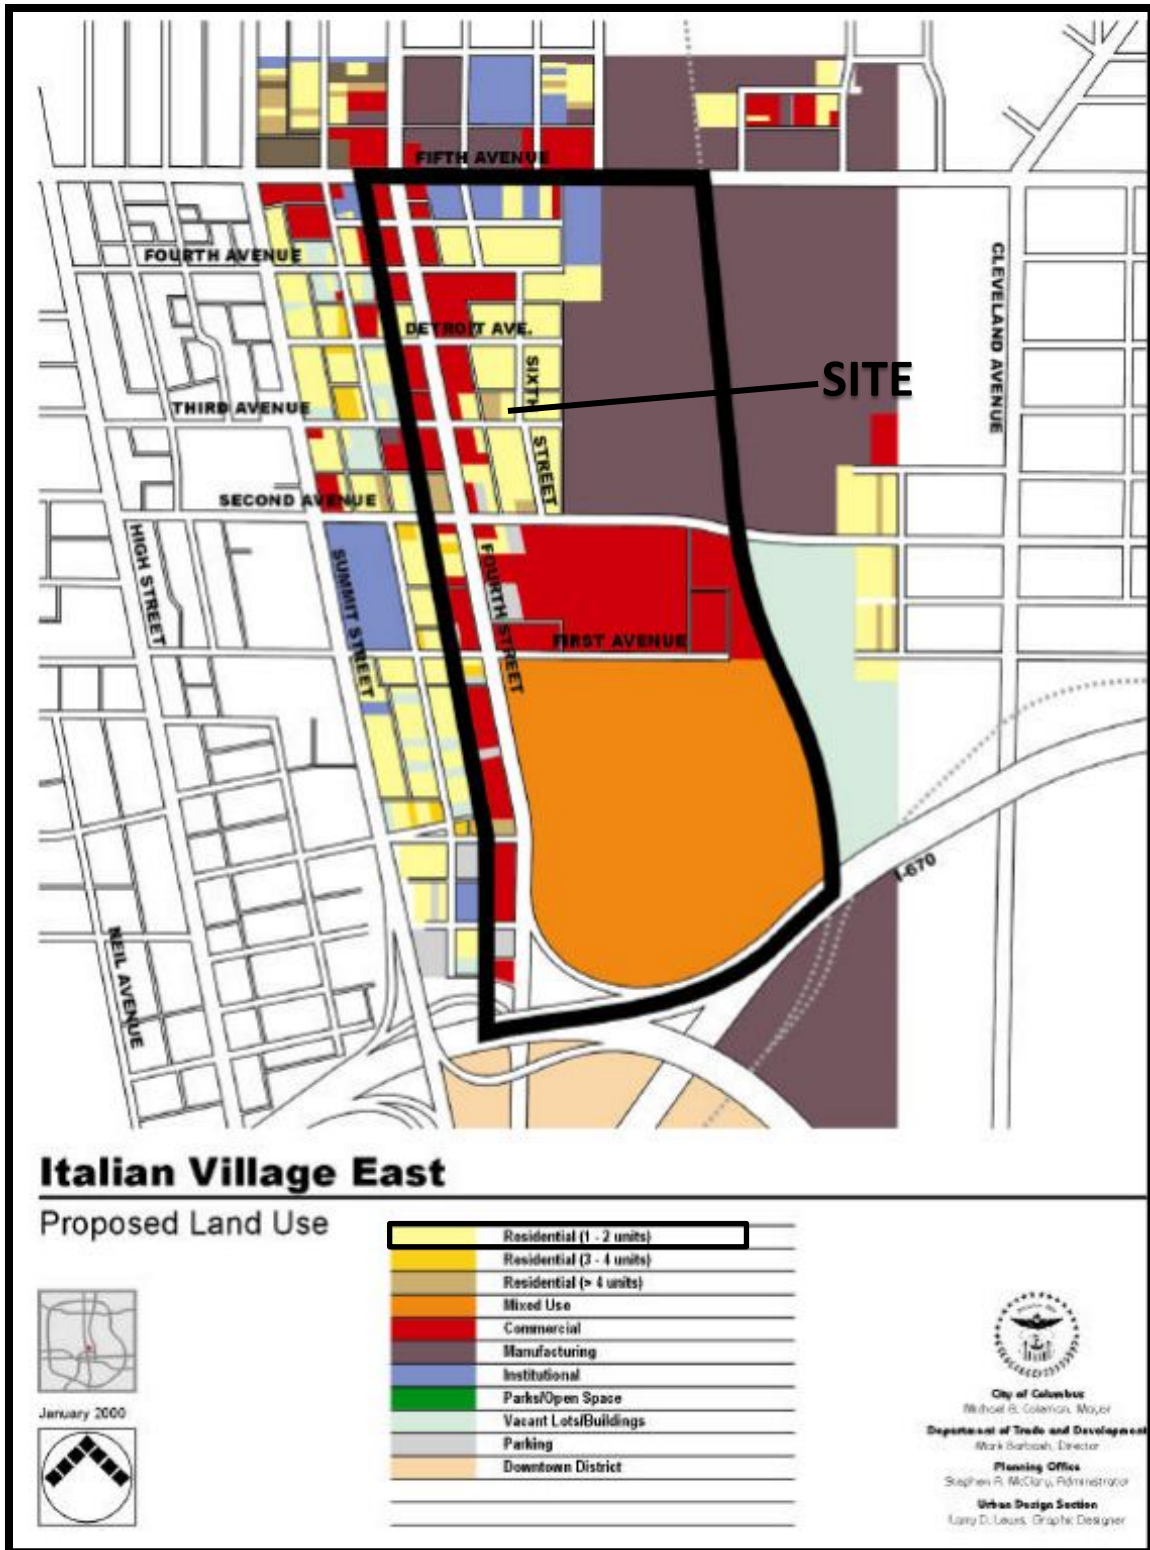 FIFTH AVENUE
FOURTH AVENUE
CLEVELAND AVENUE
DETROIT AVE.
SIXTH
SITE
THIRD AVENUE
STREET
SECOND AVENUE
HIGH STREET
SUMMIT STREET
FOURTH STREET
FIRST AVENUE
I-670
NEIL AVENUE
Italian Village East
Proposed Land Use
Residential (1 - 2 units)
Residential (3 - 4 units)
Residential (> 4 units)
Mixed Use
Commercial
Manufacturing
Institutional
Parks/Open Space
Vacant Lots/Buildings
Parking
Downtown District
January 2000
City of Columbus
Michael B. Coleman, Mayor
Department of Trade and Development
Mark Barbash, Director
Planning Office
Stephen R. McClary, Administrator
Urban Design Section
Larry D. Lewis, Graphic Designer